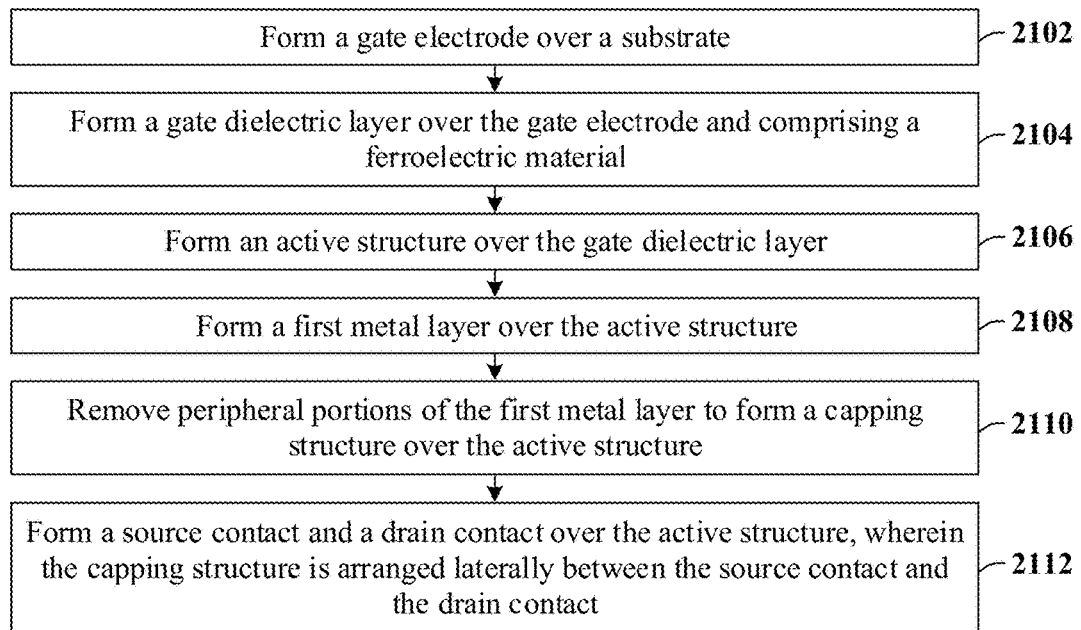 Form a gate electrode over a substrate
2102
Form a gate dielectric layer over the gate electrode and comprising a
ferroelectric material
2104
Form an active structure over the gate dielectric layer
2106
Form a first metal layer over the active structure
2108
Remove peripheral portions of the first metal layer to form a capping
structure over the active structure
2110
Form a source contact and a drain contact over the active structure, wherein
the capping structure is arranged laterally between the source contact and
the drain contact
2112